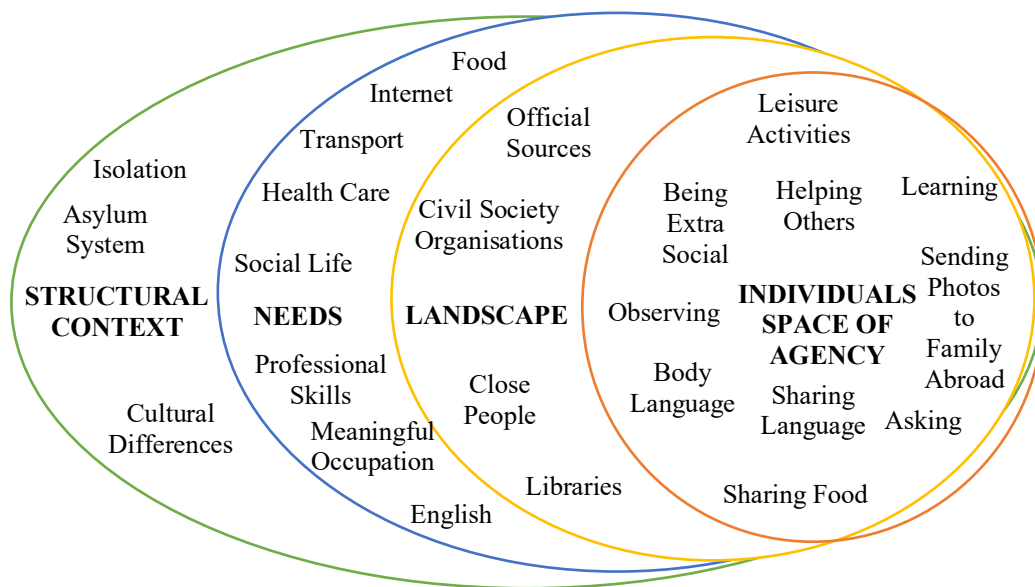 Isolation
Asylum
System
STRUCTURAL
CONTEXT
Cultural
Differences
Food
Internet
Transport
Health Care
Social Life
NEEDS
Professional
Skills
Meaningful
Occupation
English
Official
Sources
Civil Society
Organisations
LANDSCAPE
Close
People
Libraries
Leisure
Activities
Being
Extra
Social
Helping
Others
Learning
Observing
INDIVIDUALS
SPACE OF
AGENCY
Sending
Photos
to
Family
Abroad
Body
Language
Sharing
Language
Asking
Sharing Food